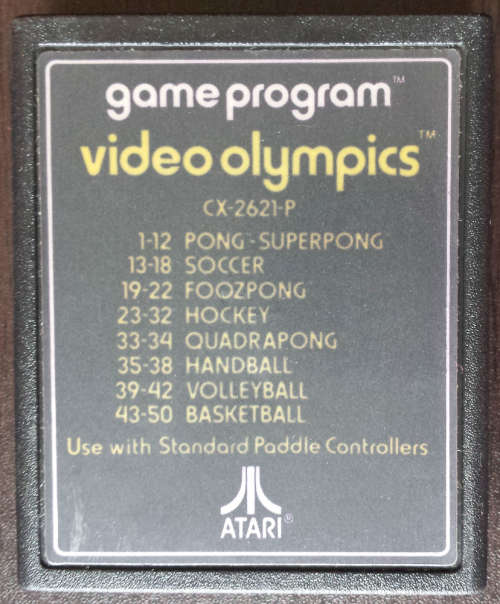 game program™
video olympics™
CX-2621-P
1-12 PONG™-SUPERPONG
13-18 SOCCER
19-22 FOOZPONG
23-32 HOCKEY
33-34 QUADRAPONG
35-38 HANDBALL
39-42 VOLLEYBALL
43-50 BASKETBALL
Use with Standard Paddle Controllers
ATARI®